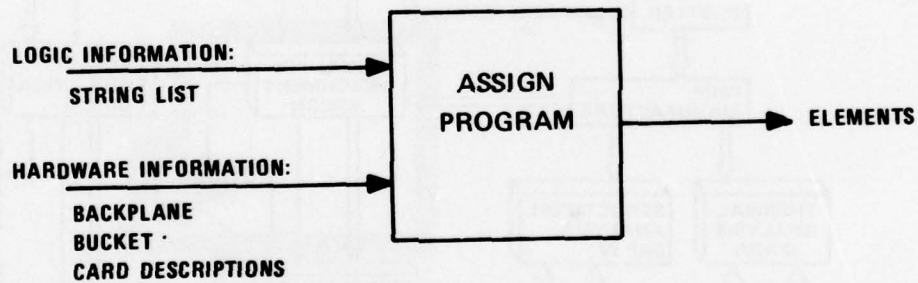 LOGIC INFORMATION:
STRING LIST
HARDWARE INFORMATION:
BACKPLANE
BUCKET
CARD DESCRIPTIONS
ASSIGN
PROGRAM
ELEMENTS